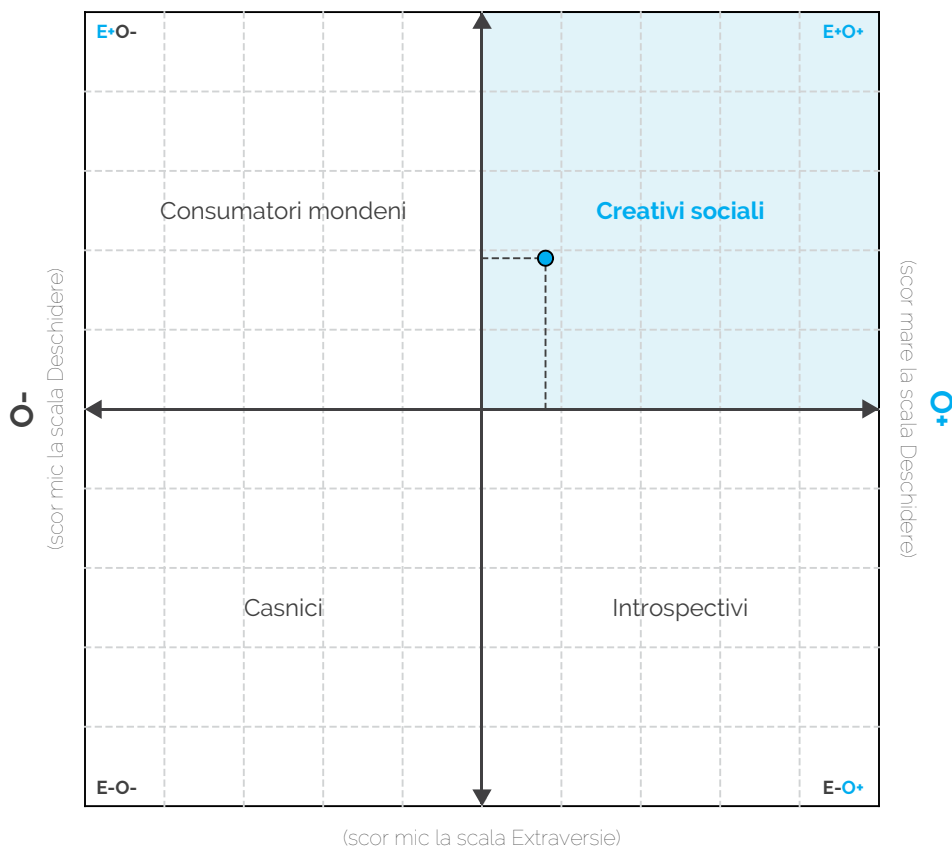 E+O-
E+O+
Consumatori mondeni
Creativi sociali
O-
(scor mic la scala Deschidere)
(scor mare la scala Deschidere)
O+
Casnici
Introspectivi
E-O-
E-O+
(scor mic la scala Extraversie)